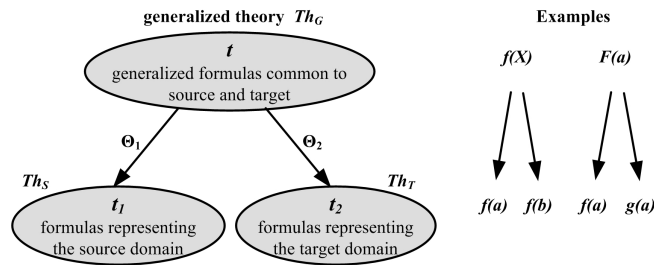 generalized theory Th_G
Examples
t
generalized formulas common to
source and target
f(X) F(a)
Θ₁ Θ₂
Th_S Th_T
t₁
formulas representing
the source domain
t₂
formulas representing
the target domain
f(a) f(b) f(a) g(a)